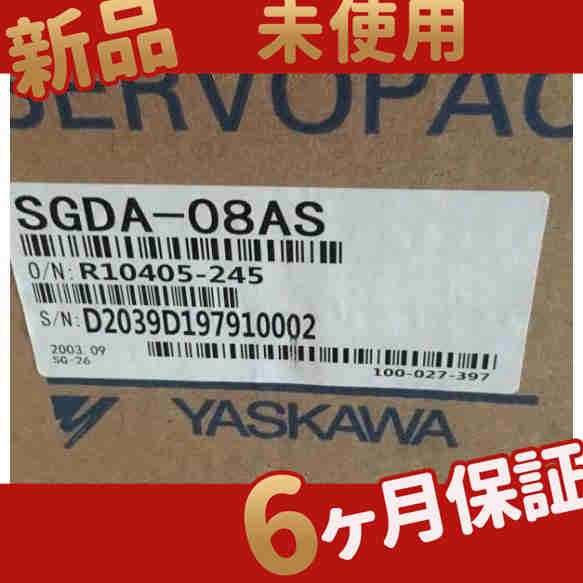 新品 未使用
SERVOPAC
SGDA-08AS
O/N: R10405-245
S/N: D2039D197910002
2003.09
SG-26
100-027-397
YASKAWA
6ヶ月保証